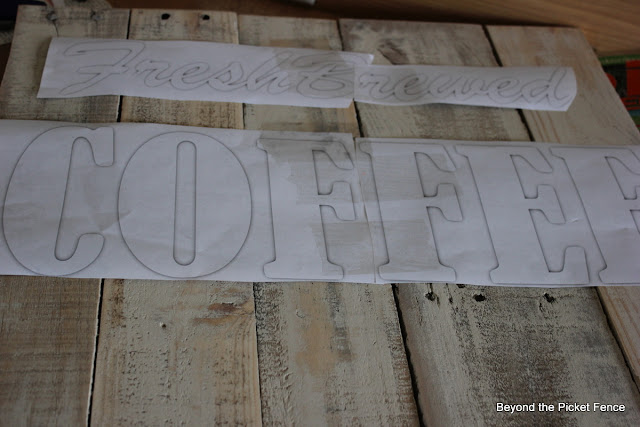 Fresh Brewed
COFFEE
Beyond the Picket Fence